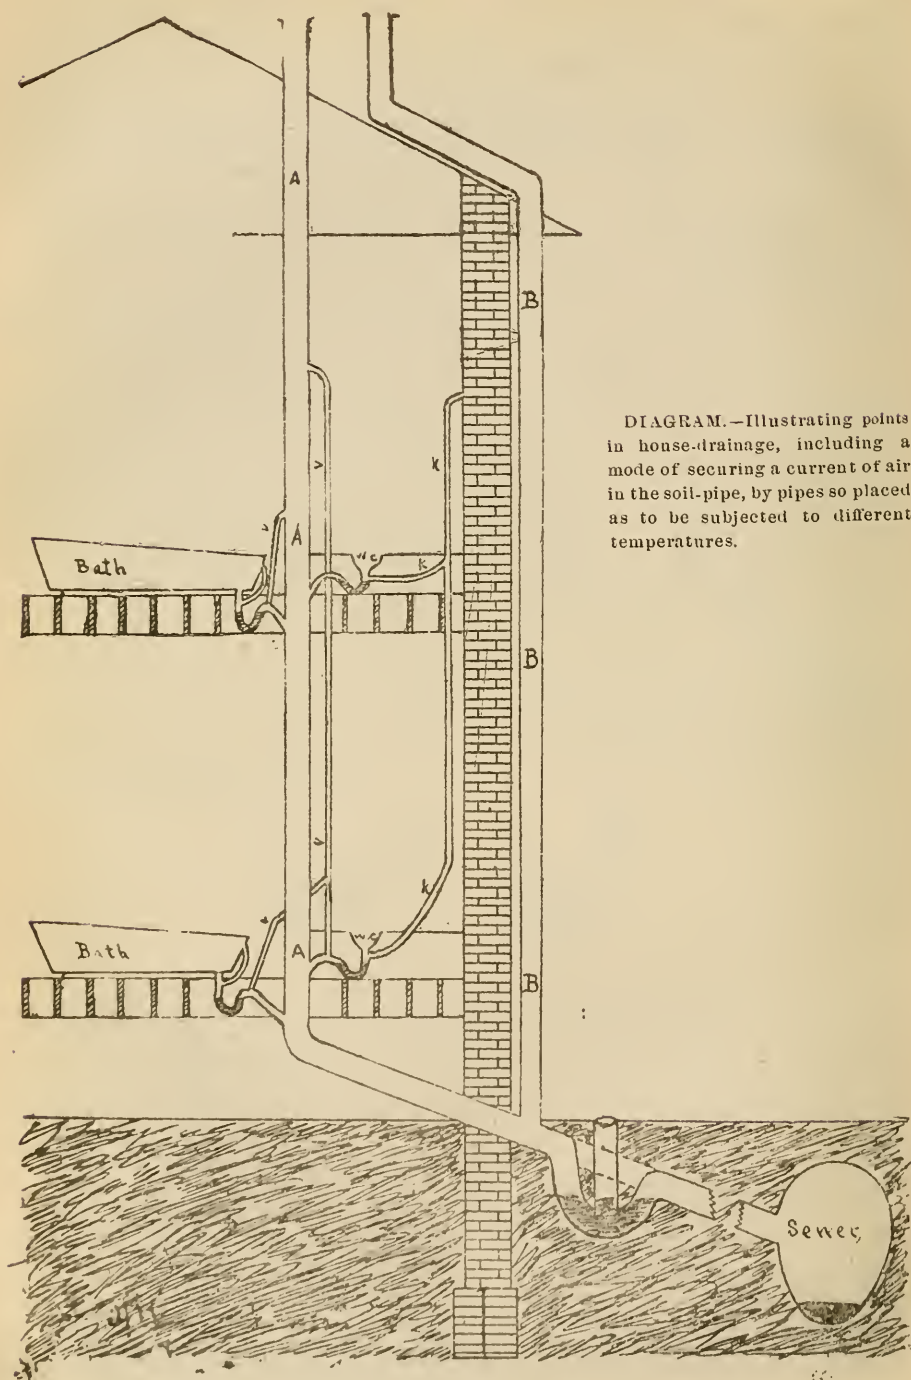 A
B
DIAGRAM.—Illustrating points
in house-drainage, including a
mode of securing a current of air
in the soil-pipe, by pipes so placed
as to be subjected to different
temperatures.
v k
v A
Bath w c k
B
v
k
v
Bath A w c
B
Sewer,